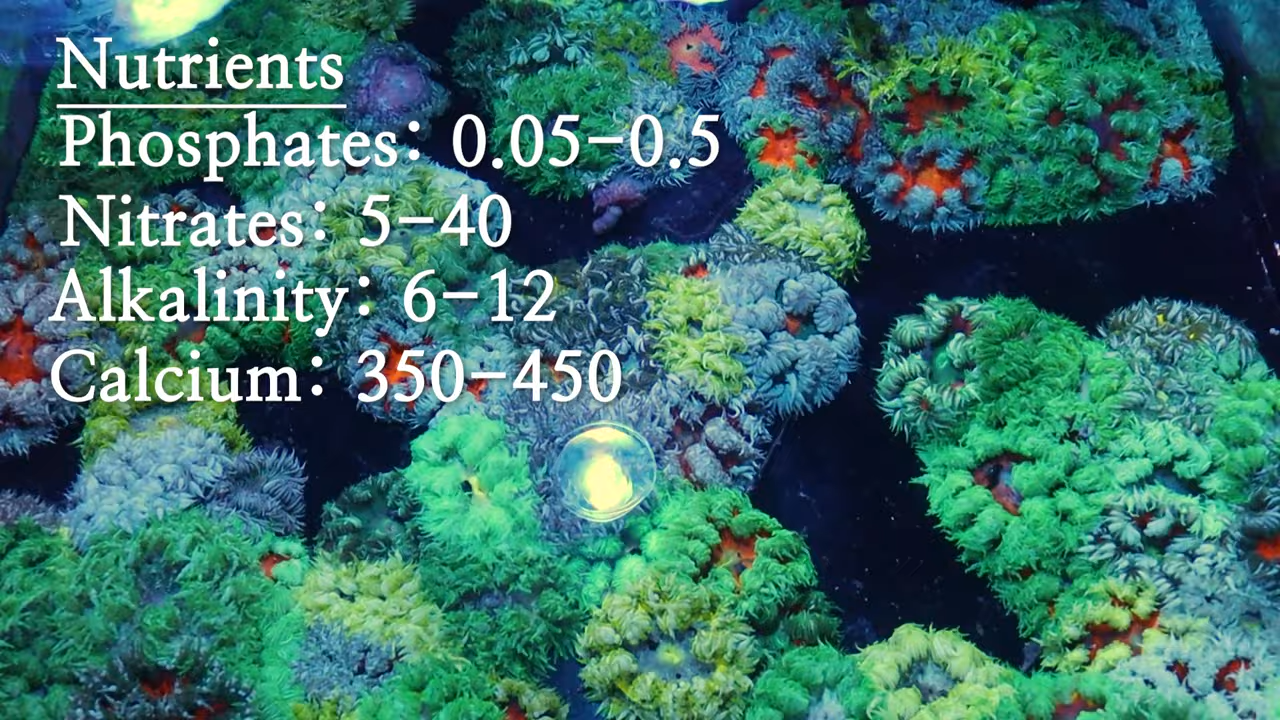 Nutrients
Phosphates: 0.05-0.5
Nitrates: 5-40
Alkalinity: 6-12
Calcium: 350-450